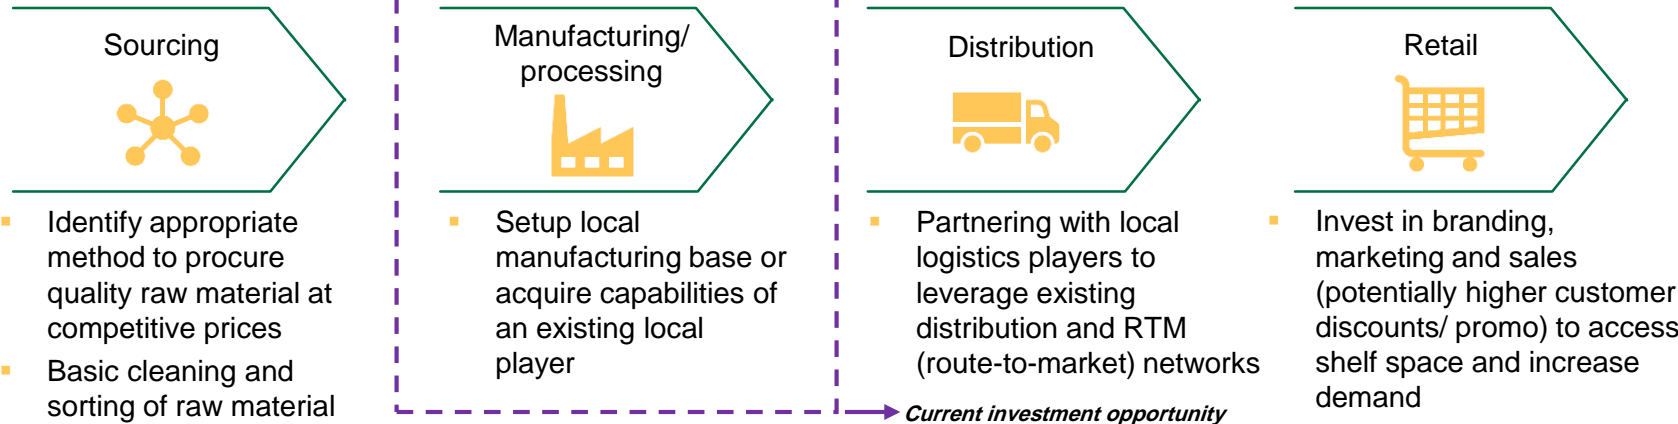 Sourcing
Identify appropriate
method to procure
quality raw material at
competitive prices
Basic cleaning and
sorting of raw material
Manufacturing/
processing
Setup local
manufacturing base or
acquire capabilities of
an existing local
player
Distribution
Partnering with local
logistics players to
leverage existing
distribution and RTM
(route-to-market) networks
Retail
Invest in branding,
marketing and sales
(potentially higher customer
discounts/ promo) to access
shelf space and increase
demand
Current investment opportunity